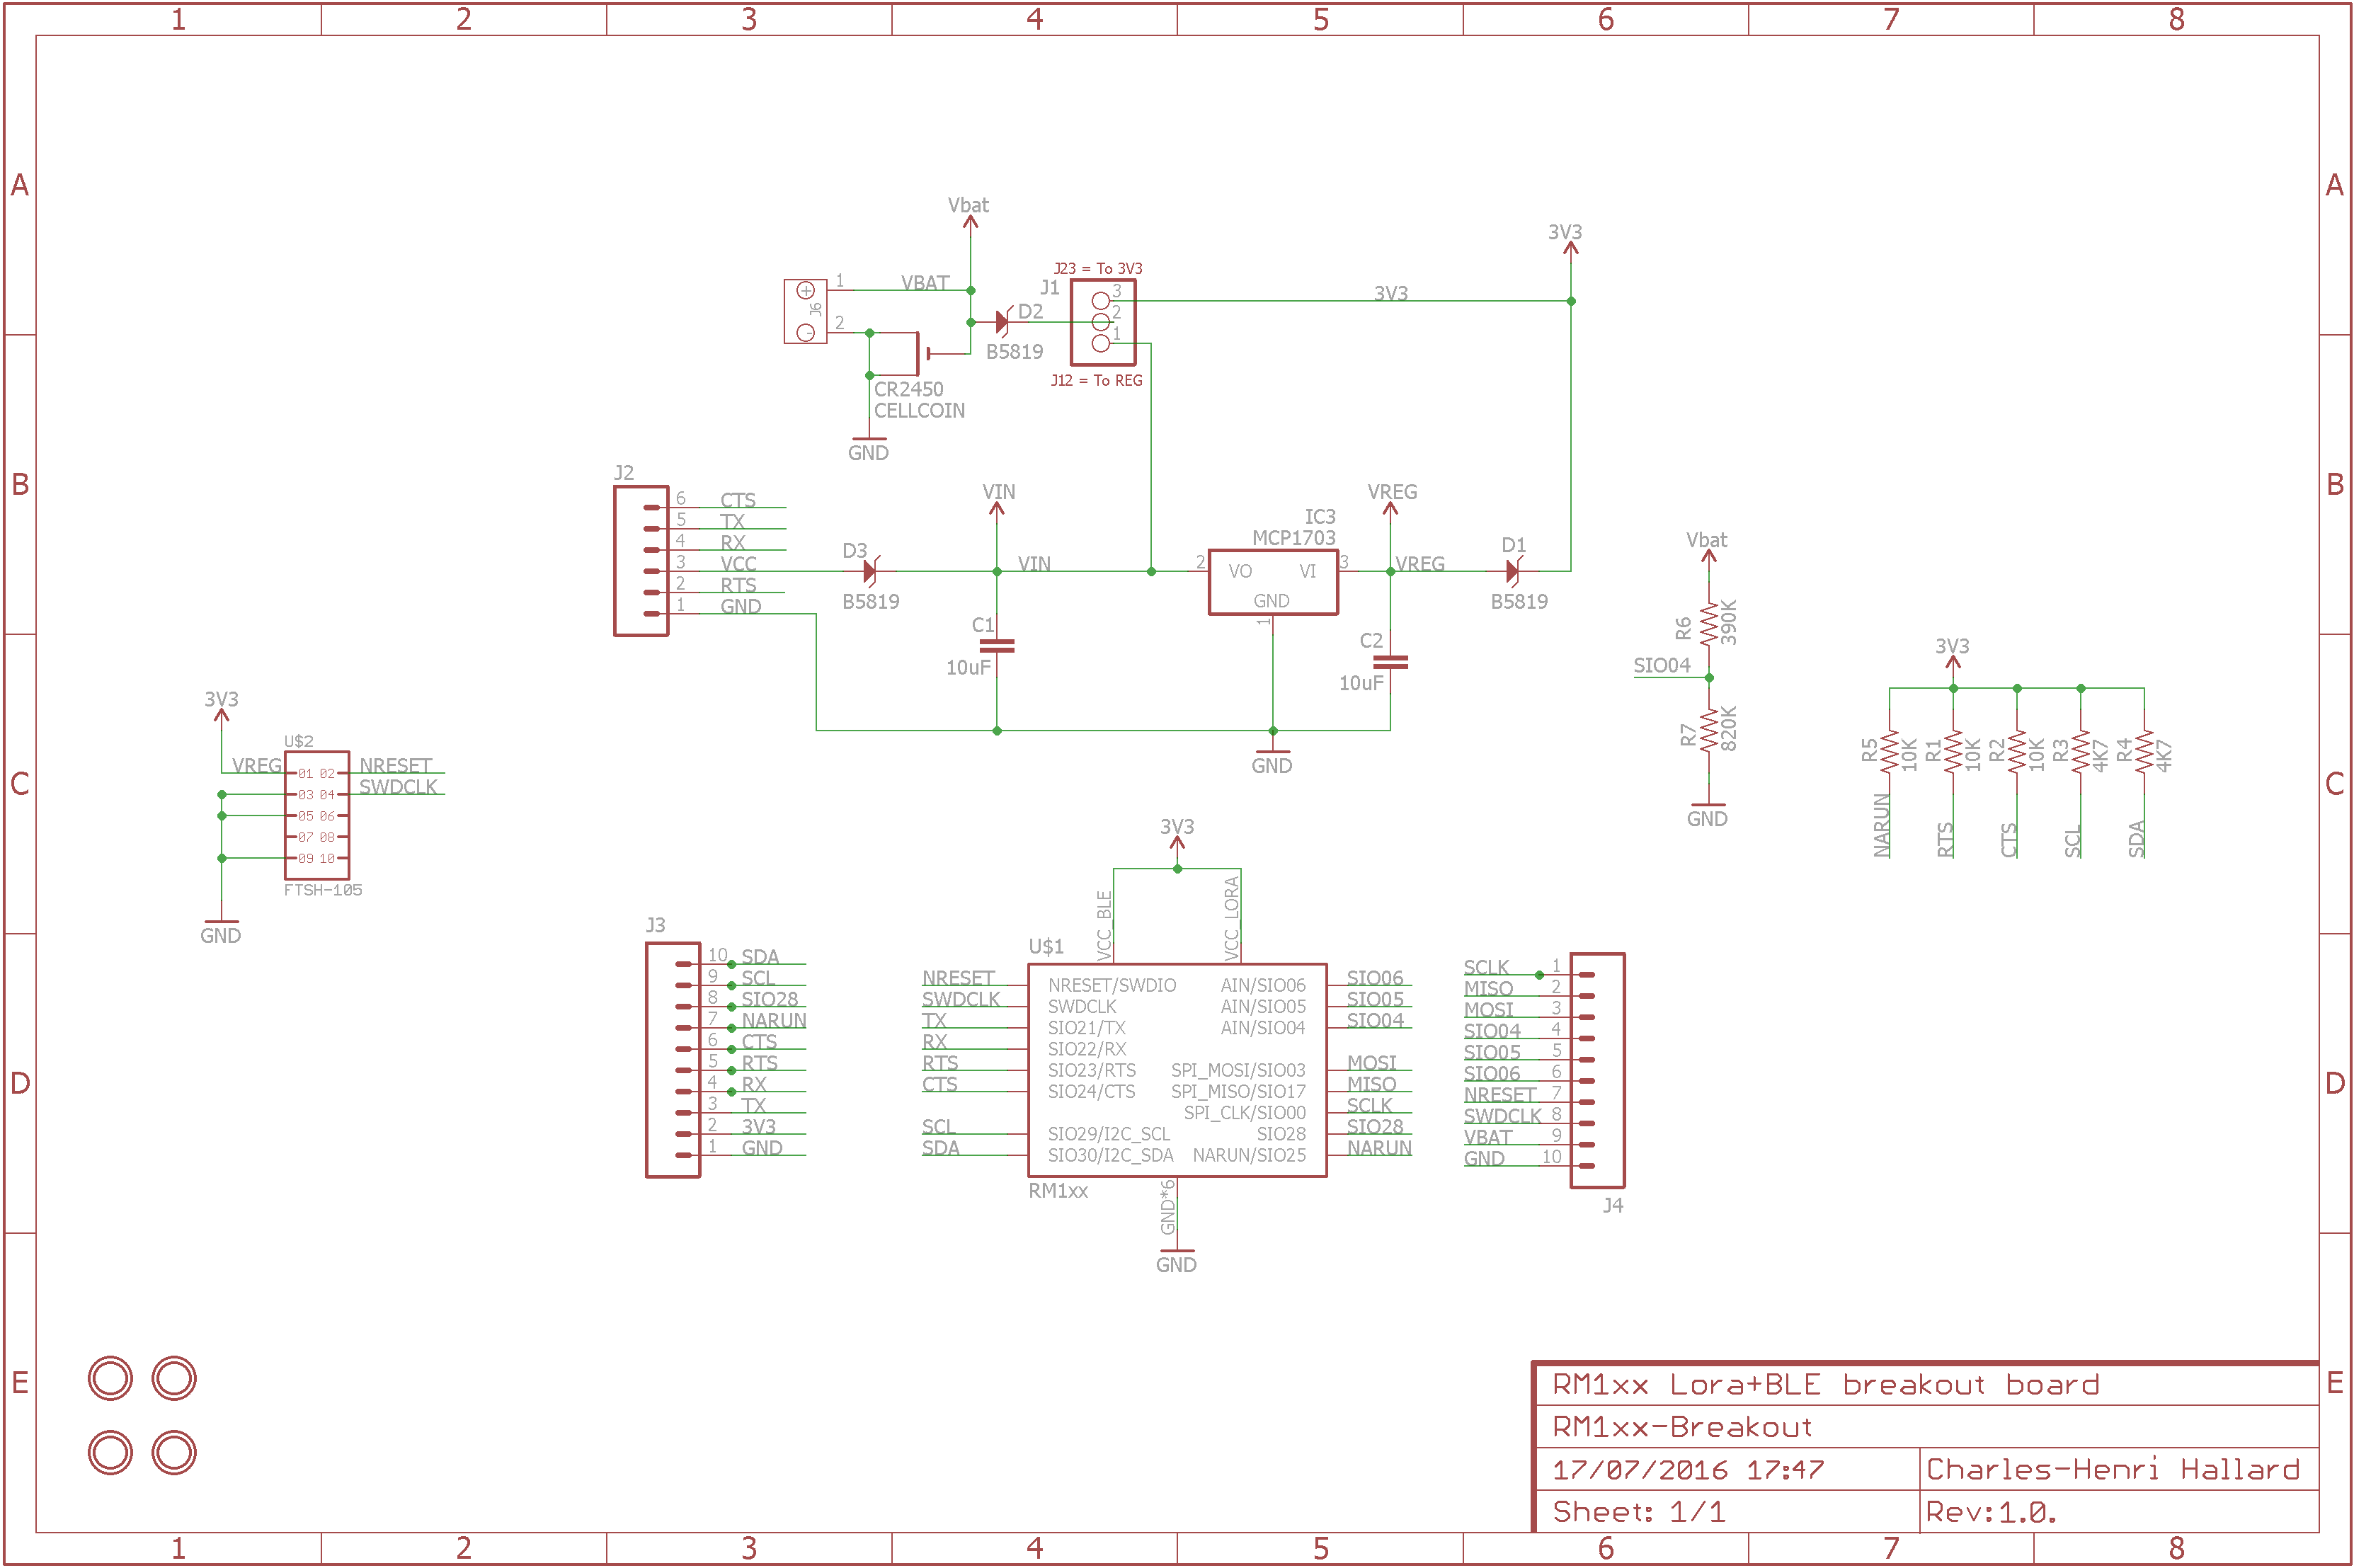 1 2 3 4 5 6 7 8
A A
Vbat
3V3
J23 = To 3V3
1 VBAT J1 3 3V3
J6
2 D2 2
B5819 1
J12 = To REG
CR2450
CELLCOIN
GND
B B
J2
6 CTS
5 TX
4 RX
3 VCC
2 RTS
1 GND
D3
B5819
VIN
VIN
C1
10uF
IC3
MCP1703
2 VO VI 3
GND
1
VREG
VREG
C2
10uF
D1
B5819
GND
Vbat
R6 390K
SIO04
R7 820K
GND
3V3
R5 10K R1 10K R2 10K R3 4K7 R4 4K7
NARUN RTS CTS SCL SDA
C C
3V3
U$2
VREG 01 02 NRESET
03 04 SWDCLK
05 06
07 08
09 10
FTSH-105
GND
3V3
VCC_BLE VCC_LORA
D D
J3
10 SDA
9 SCL
8 SIO28
7 NARUN
6 CTS
5 RTS
4 RX
3 TX
2 3V3
1 GND
U$1
NRESET NRESET/SWDIO AIN/SIO06 SIO06
SWDCLK SWDCLK AIN/SIO05 SIO05
TX SIO21/TX AIN/SIO04 SIO04
RX SIO22/RX
RTS SIO23/RTS SPI_MOSI/SIO03 MOSI
CTS SIO24/CTS SPI_MISO/SIO17 MISO
SPI_CLK/SIO00 SCLK
SCL SIO29/I2C_SCL SIO28 SIO28
SDA SIO30/I2C_SDA NARUN/SIO25 NARUN
RM1xx
GND*6
GND
SCLK 1
MISO 2
MOSI 3
SIO04 4
SIO05 5
SIO06 6
NRESET 7
SWDCLK 8
VBAT 9
GND 10
J4
E E
RM1xx Lora+BLE breakout board
RM1xx-Breakout
17/07/2016 17:47 Charles-Henri Hallard
Sheet: 1/1 Rev:1.0.
1 2 3 4 5 6 7 8